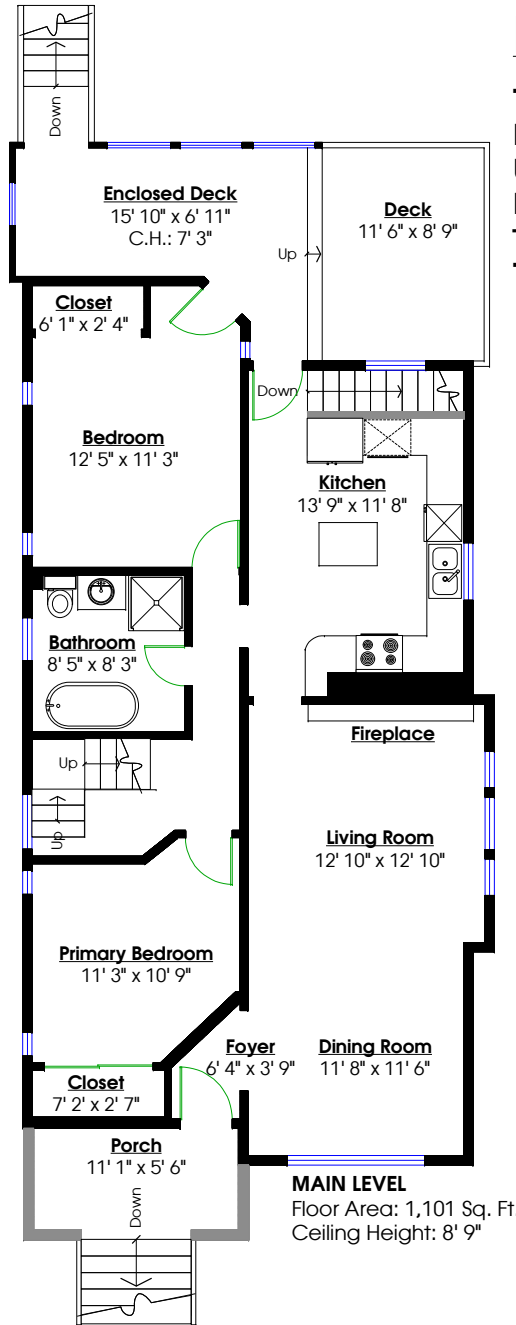 Down
Enclosed Deck
15' 10" x 6' 11"
C.H.: 7' 3"
Deck
11' 6" x 8' 9"
Up
Closet
6' 1" x 2' 4"
Down
Bedroom
12' 5" x 11' 3"
Kitchen
13' 9" x 11' 8"
Bathroom
8' 5" x 8' 3"
Fireplace
Up
Up
Living Room
12' 10" x 12' 10"
Primary Bedroom
11' 3" x 10' 9"
Foyer
6' 4" x 3' 9"
Dining Room
11' 8" x 11' 6"
Closet
7' 2' x 2' 7"
Porch
11' 1" x 5' 6"
Down
MAIN LEVEL
Floor Area: 1,101 Sq. Ft.
Ceiling Height: 8' 9"